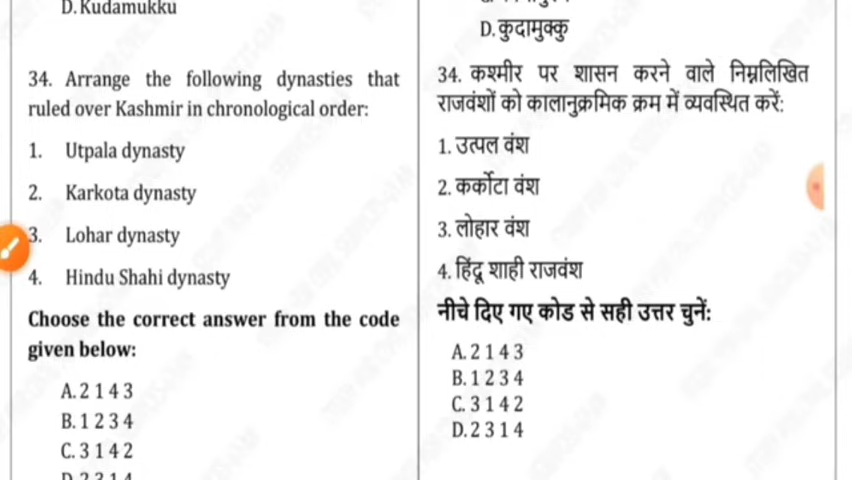 D. Kudamukku
34. Arrange the following dynasties that
ruled over Kashmir in chronological order:
1. Utpala dynasty
2. Karkota dynasty
3. Lohar dynasty
4. Hindu Shahi dynasty
Choose the correct answer from the code
given below:
A. 2 1 4 3
B. 1 2 3 4
C. 3 1 4 2
D. 2 3 1 4
D. कुदामुक्कु
34. कश्मीर पर शासन करने वाले निम्नलिखित
राजवंशों को कालानुक्रमिक क्रम में व्यवस्थित करें:
1. उत्पल वंश
2. कर्कोटा वंश
3. लोहार वंश
4. हिंदू शाही राजवंश
नीचे दिए गए कोड से सही उत्तर चुनें:
A. 2 1 4 3
B. 1 2 3 4
C. 3 1 4 2
D. 2 3 1 4